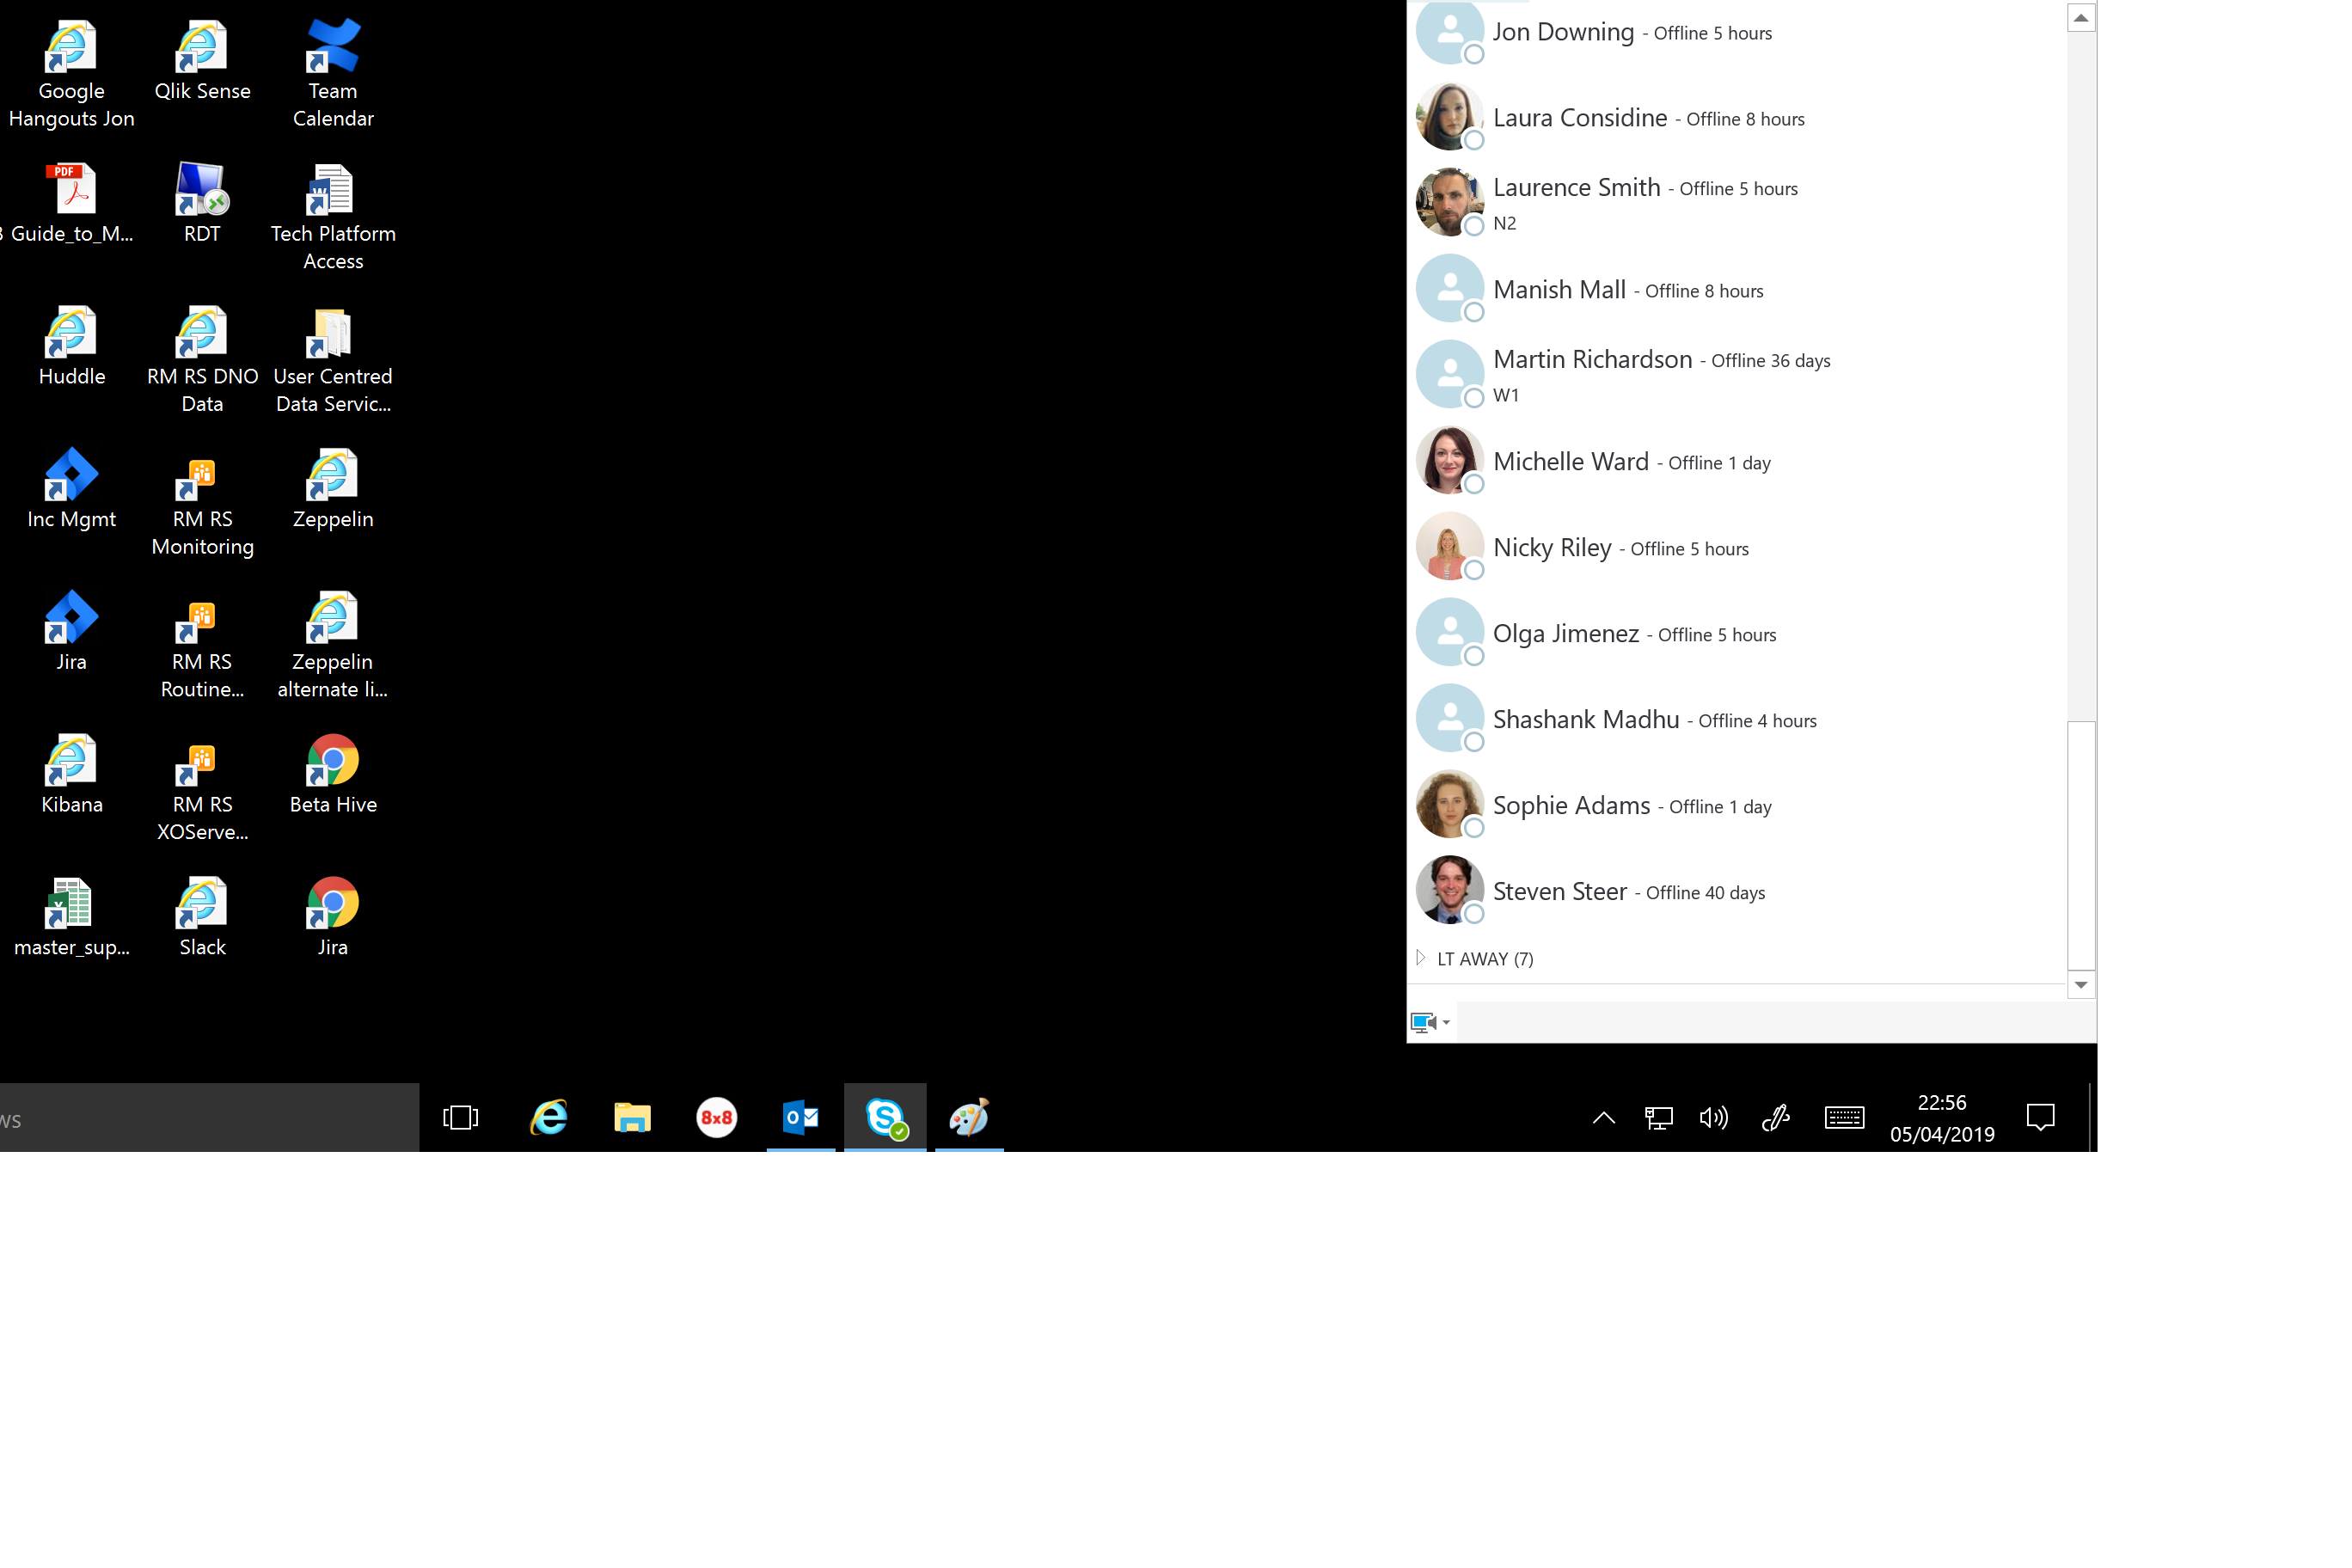 Google
Hangouts Jon
Qlik Sense
Team
Calendar
PDF
3 Guide_to_M...
RDT
W
Tech Platform
Access
Huddle
RM RS DNO
Data
User Centred
Data Servic...
Inc Mgmt
RM RS
Monitoring
Zeppelin
Jira
RM RS
Routine...
Zeppelin
alternate li...
Kibana
RM RS
XOServe...
Beta Hive
X
master_sup...
Slack
Jira
Jon Downing - Offline 5 hours
Laura Considine - Offline 8 hours
Laurence Smith - Offline 5 hours
N2
Manish Mall - Offline 8 hours
Martin Richardson - Offline 36 days
W1
Michelle Ward - Offline 1 day
Nicky Riley - Offline 5 hours
Olga Jimenez - Offline 5 hours
Shashank Madhu - Offline 4 hours
Sophie Adams - Offline 1 day
Steven Steer - Offline 40 days
LT AWAY (7)
ws
8x8
O
S
22:56
05/04/2019